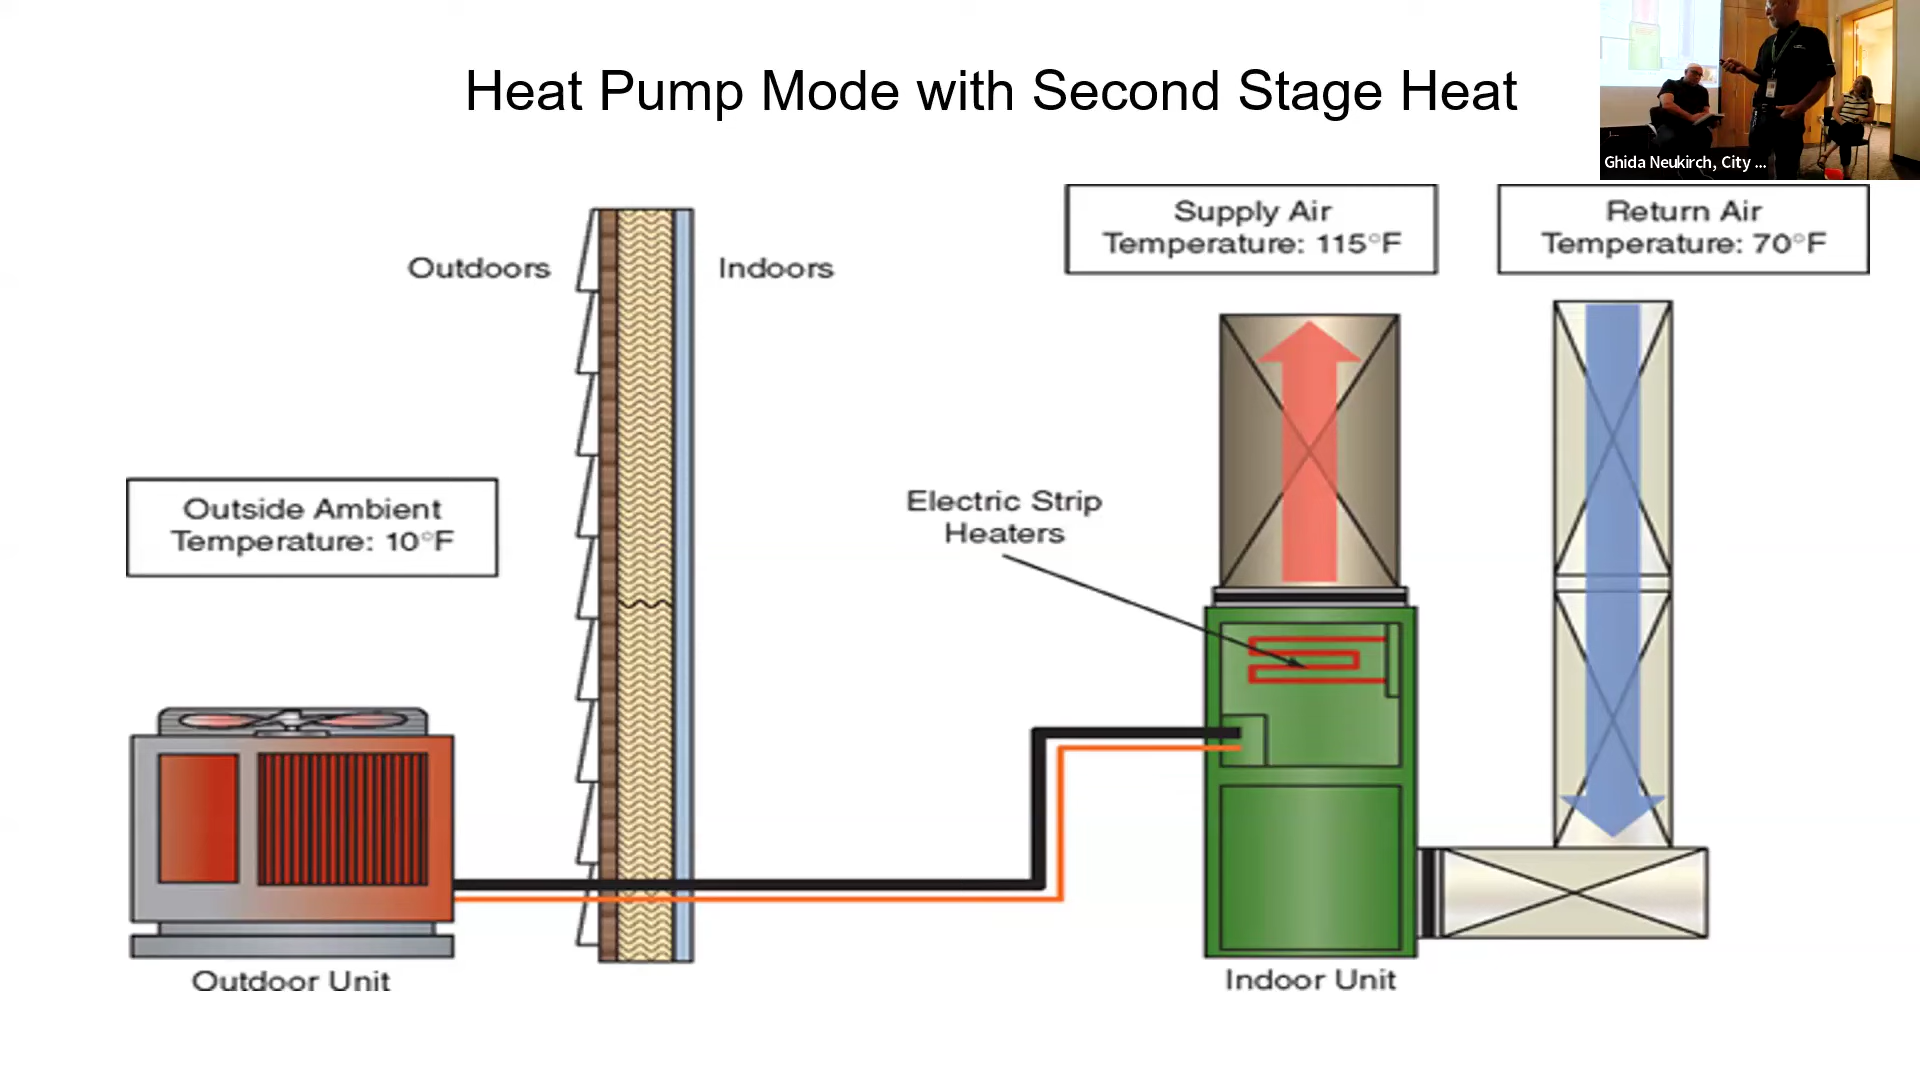 Heat Pump Mode with Second Stage Heat
Ghida Neukirch, City ...
Supply Air
Temperature: 115°F
Return Air
Temperature: 70°F
Outdoors
Indoors
Electric Strip
Heaters
Outside Ambient
Temperature: 10°F
Outdoor Unit
Indoor Unit